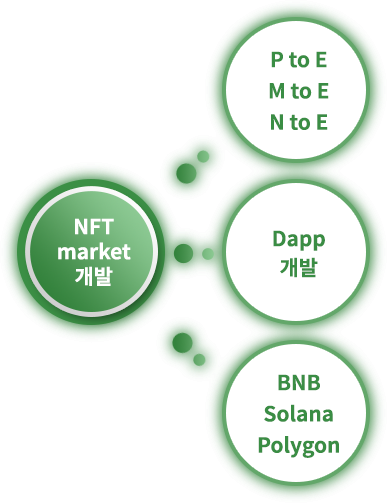 NFT
market
개발
P to E
M to E
N to E
Dapp
개발
BNB
Solana
Polygon